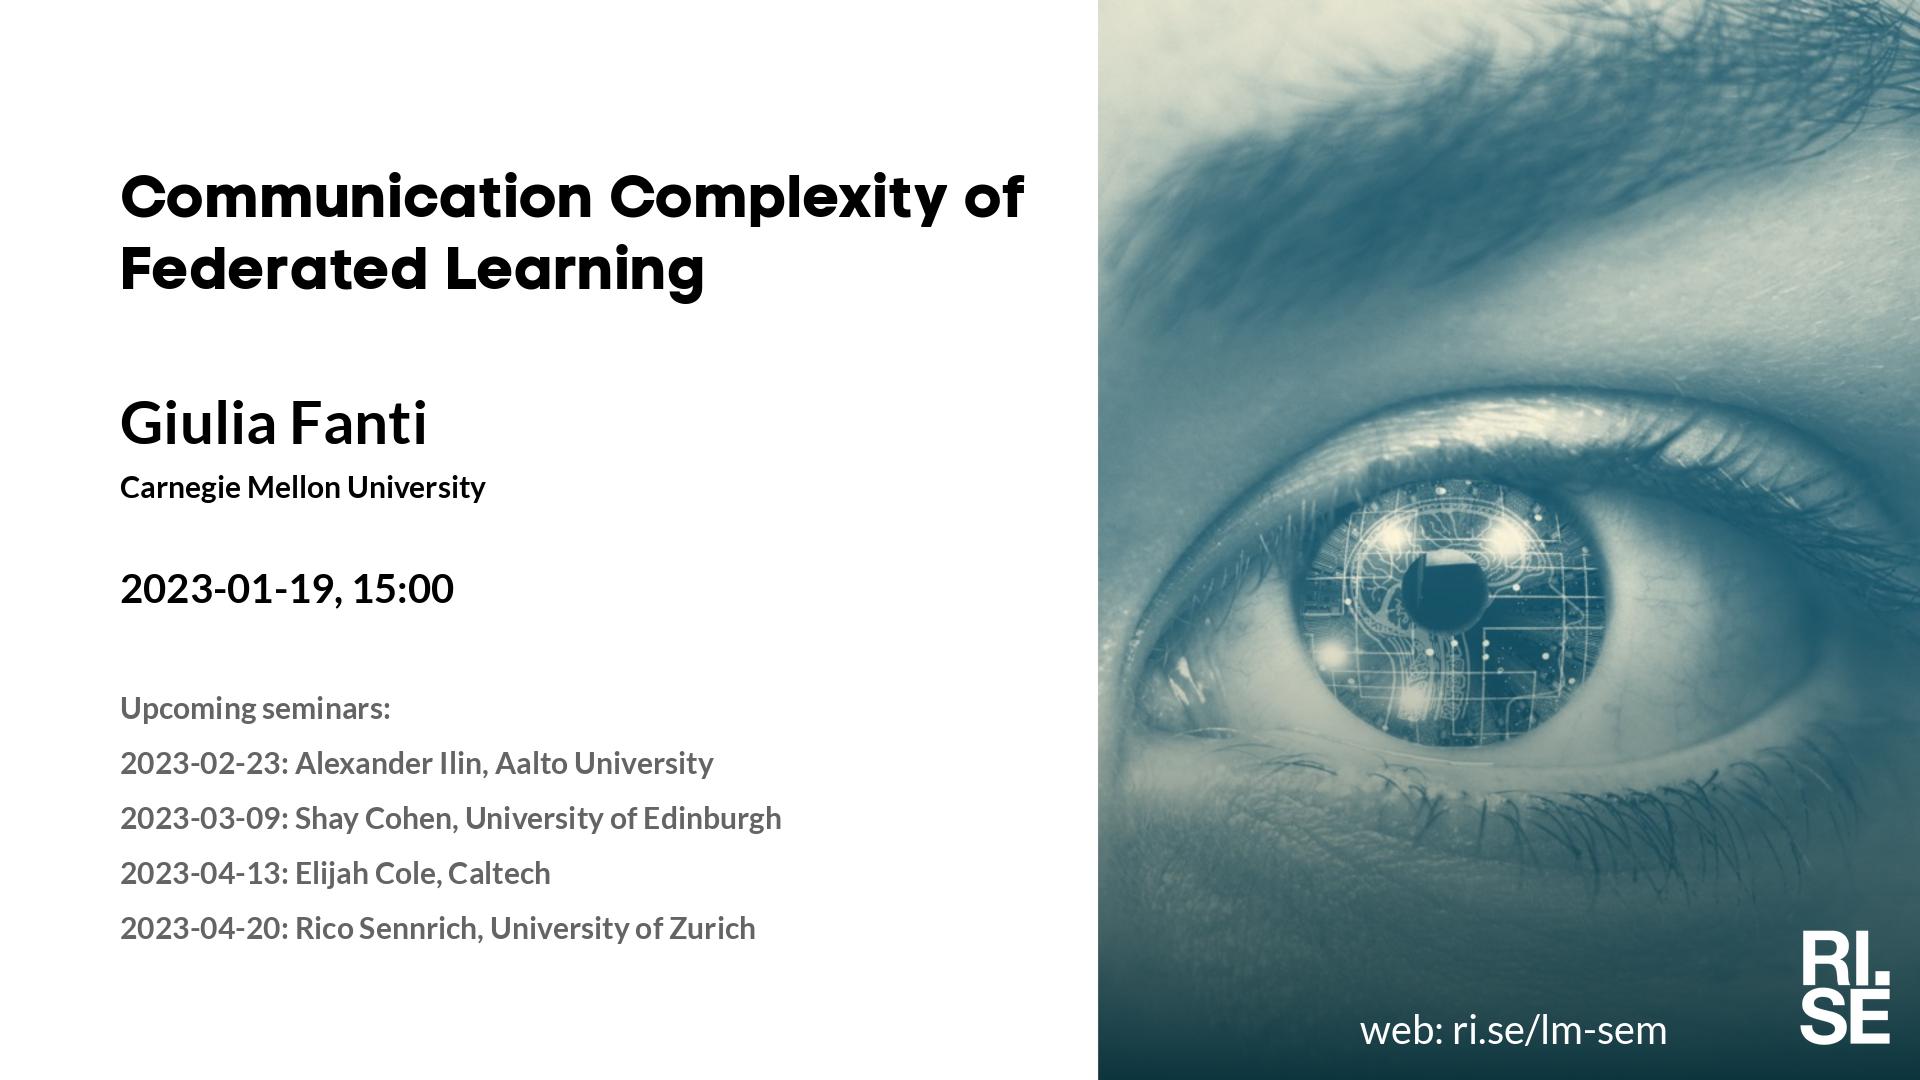 Communication Complexity of
Federated Learning
Giulia Fanti
Carnegie Mellon University
2023-01-19, 15:00
Upcoming seminars:
2023-02-23: Alexander Ilin, Aalto University
2023-03-09: Shay Cohen, University of Edinburgh
2023-04-13: Elijah Cole, Caltech
2023-04-20: Rico Sennrich, University of Zurich
web: ri.se/lm-sem
RI.
SE